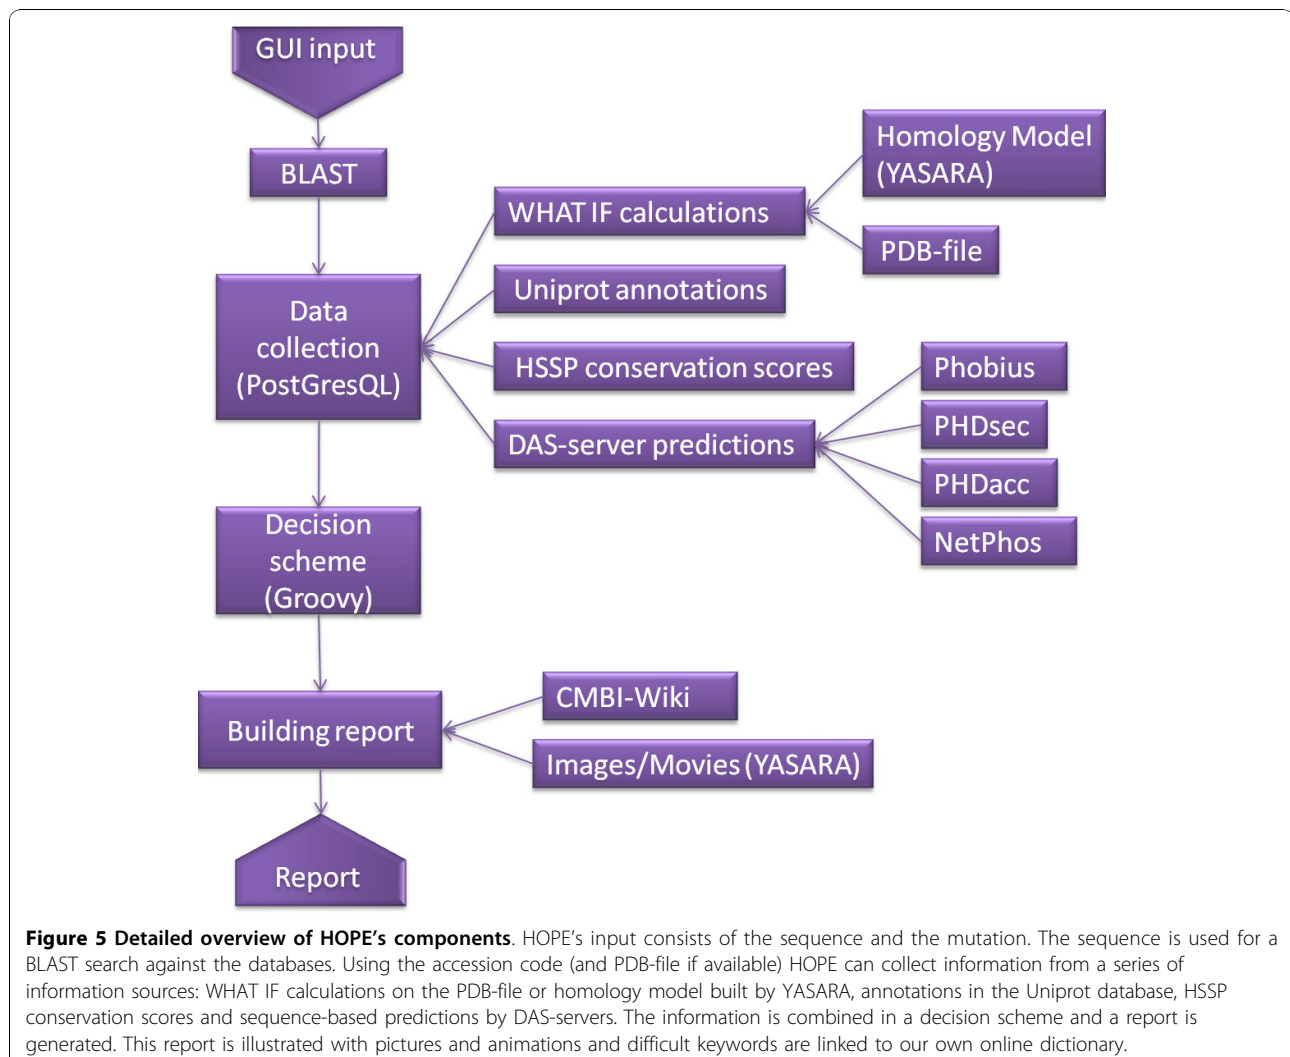 GUI input
BLAST
Data
collection
(PostGresQL)
Decision
scheme
(Groovy)
Building report
Report
WHAT IF calculations
Uniprot annotations
HSSP conservation scores
DAS-server predictions
Homology Model
(YASARA)
PDB-file
Phobius
PHDsec
PHDacc
NetPhos
CMBI-Wiki
Images/Movies (YASARA)
Figure 5 Detailed overview of HOPE's components. HOPE's input consists of the sequence and the mutation. The sequence is used for a
BLAST search against the databases. Using the accession code (and PDB-file if available) HOPE can collect information from a series of
information sources: WHAT IF calculations on the PDB-file or homology model built by YASARA, annotations in the Uniprot database, HSSP
conservation scores and sequence-based predictions by DAS-servers. The information is combined in a decision scheme and a report is
generated. This report is illustrated with pictures and animations and difficult keywords are linked to our own online dictionary.